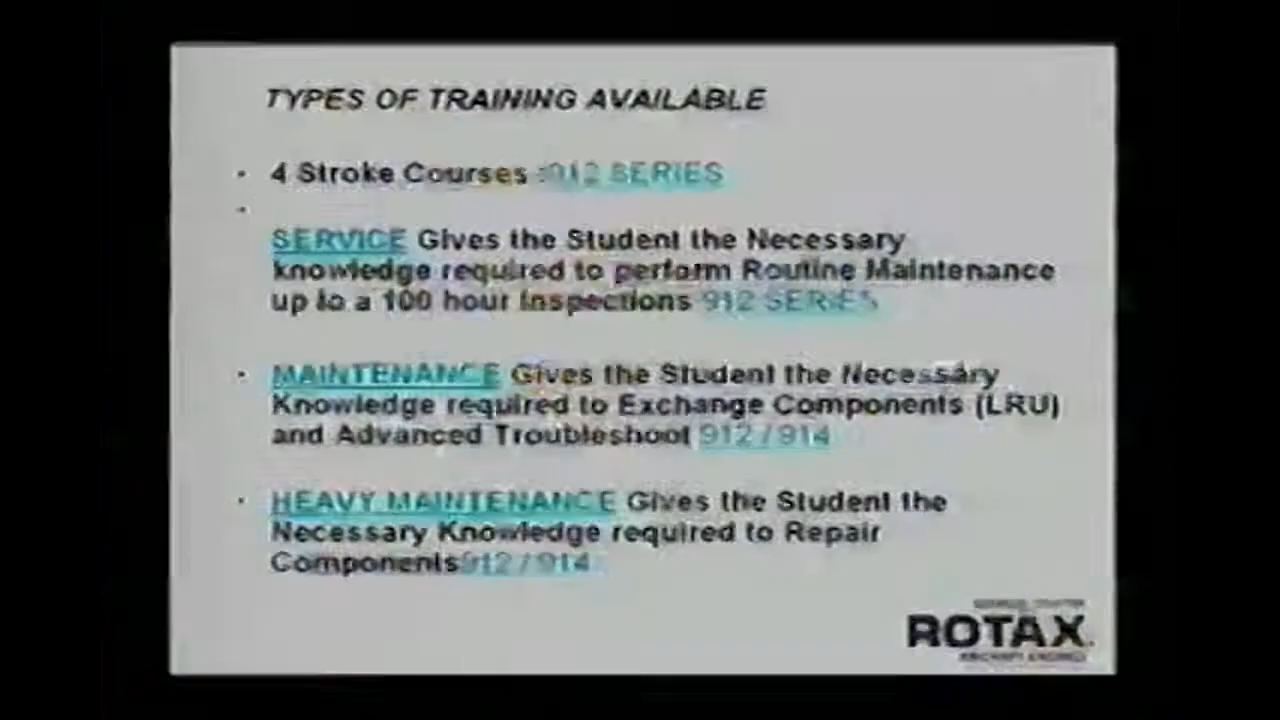 TYPES OF TRAINING AVAILABLE
· 4 Stroke Courses :912 SERIES
·
SERVICE Gives the Student the Necessary
knowledge required to perform Routine Maintenance
up to a 100 hour Inspections 912 SERIES
· MAINTENANCE Gives the Student the Necessary
Knowledge required to Exchange Components (LRU)
and Advanced Troubleshoot 912 / 914
· HEAVY MAINTENANCE Gives the Student the
Necessary Knowledge required to Repair
Components 912 / 914
ROTAX
AIRCRAFT ENGINES